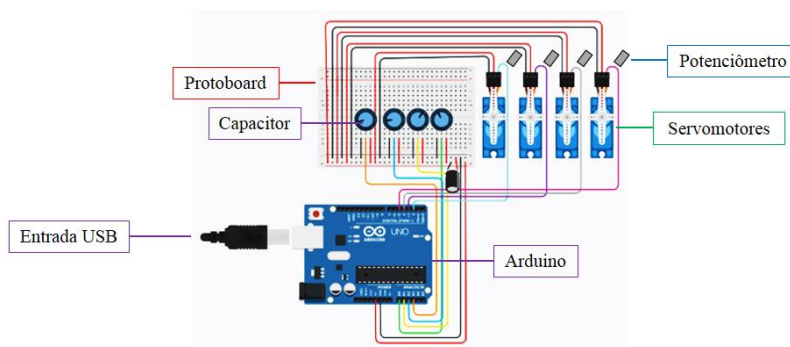 Potenciômetro
Protoboard
Capacitor
Servomotores
Entrada USB
UNO
Arduino